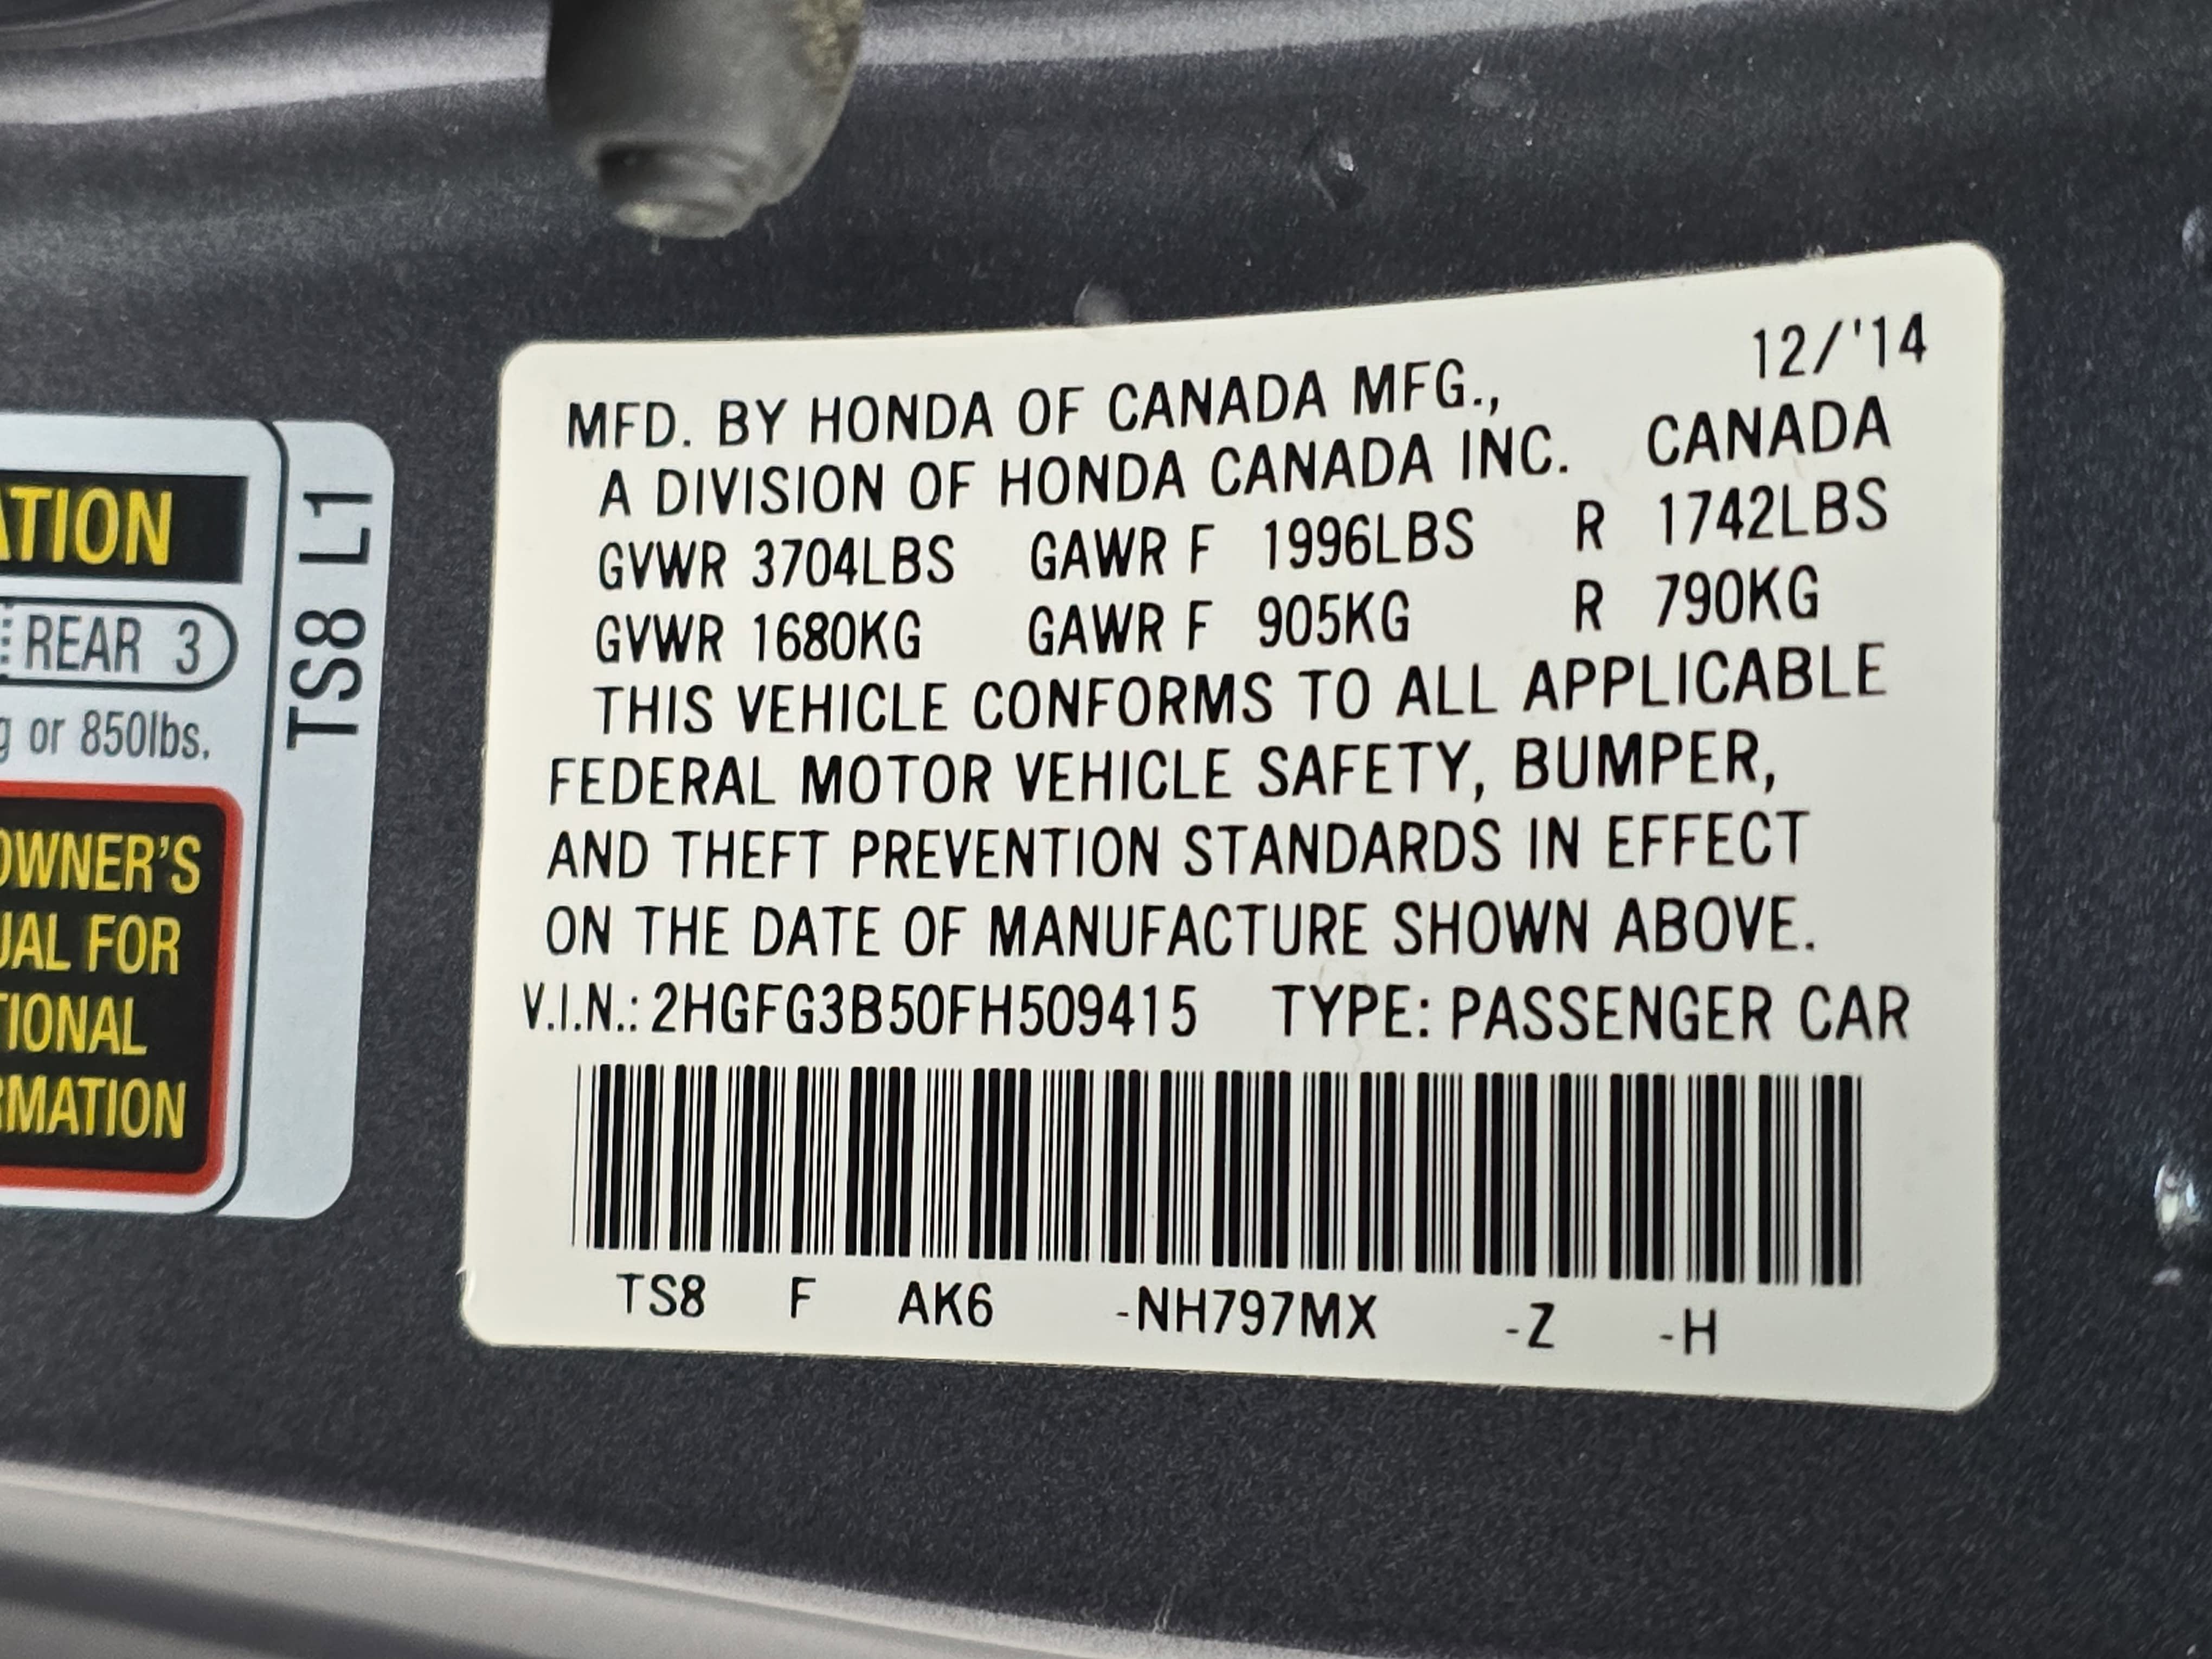 ATION
REAR 3
g or 850lbs.
OWNER'S
UAL FOR
TIONAL
RMATION
TS8 L1
12/'14
MFD. BY HONDA OF CANADA MFG.,
A DIVISION OF HONDA CANADA INC. CANADA
GVWR 3704LBS GAWR F 1996LBS R 1742LBS
GVWR 1680KG GAWR F 905KG R 790KG
THIS VEHICLE CONFORMS TO ALL APPLICABLE
FEDERAL MOTOR VEHICLE SAFETY, BUMPER,
AND THEFT PREVENTION STANDARDS IN EFFECT
ON THE DATE OF MANUFACTURE SHOWN ABOVE.
V.I.N.: 2HGFG3B50FH509415 TYPE: PASSENGER CAR
TS8 F AK6 -NH797MX -Z -H